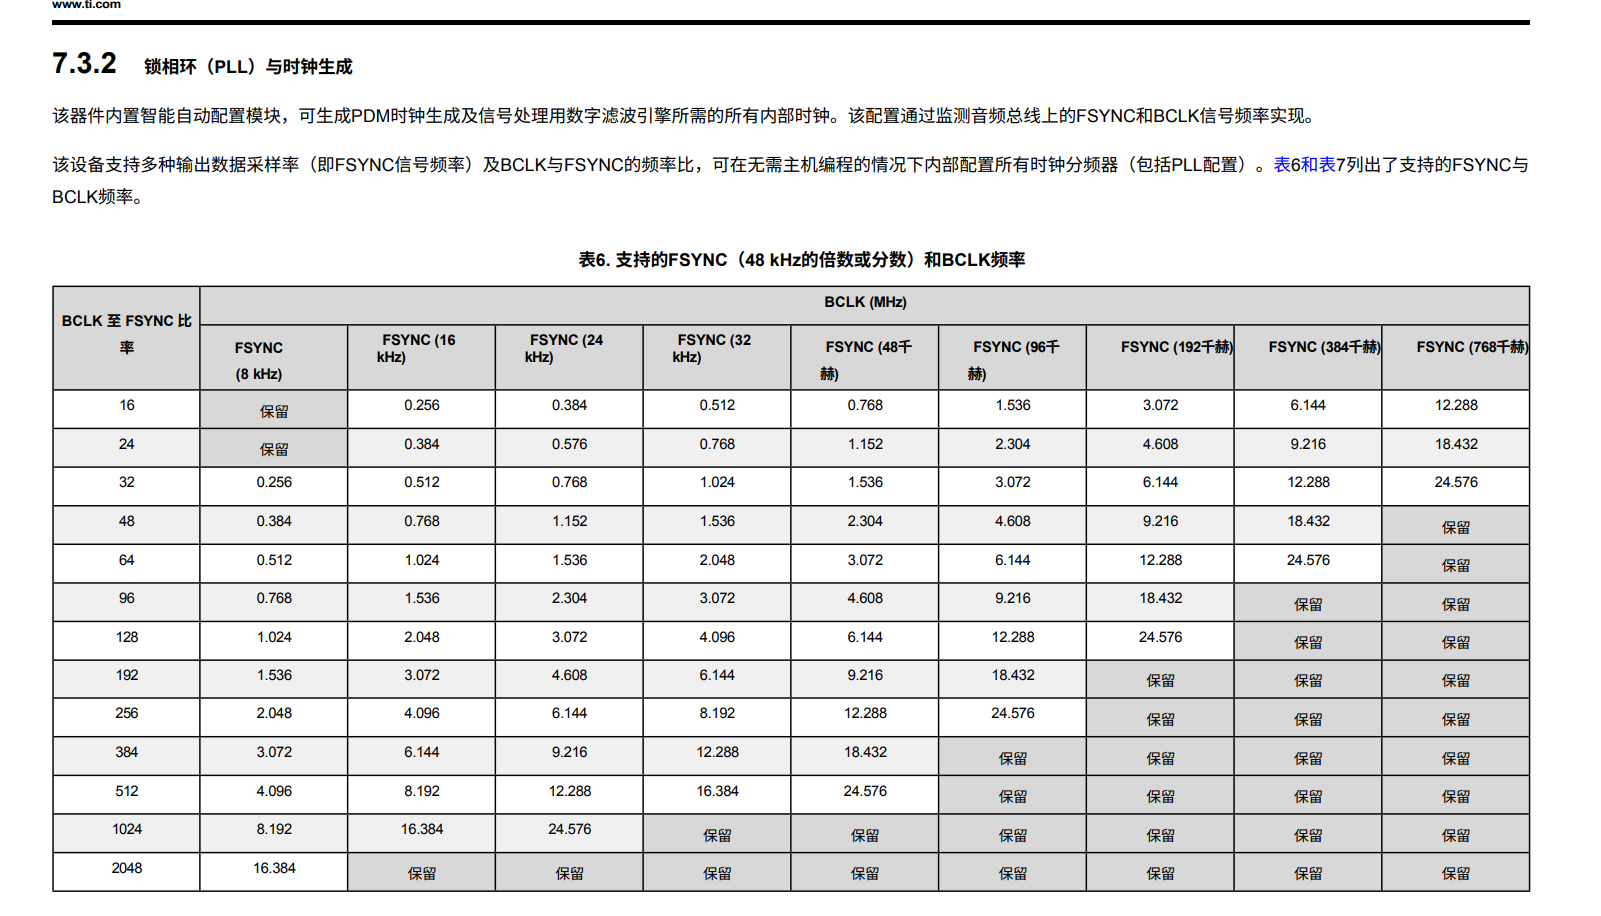 www.ti.com
7.3.2 锁相环（PLL）与时钟生成
该器件内置智能自动配置模块，可生成PDM时钟生成及信号处理用数字滤波引擎所需的所有内部时钟。该配置通过监测音频总线上的FSYNC和BCLK信号频率实现。
该设备支持多种输出数据采样率（即FSYNC信号频率）及BCLK与FSYNC的频率比，可在无需主机编程的情况下内部配置所有时钟分频器（包括PLL配置）。表6和表7列出了支持的FSYNC与
BCLK频率。
表6. 支持的FSYNC（48 kHz的倍数或分数）和BCLK频率
BCLK 至 FSYNC 比率 BCLK (MHz)
FSYNC (8 kHz) FSYNC (16 kHz) FSYNC (24 kHz) FSYNC (32 kHz) FSYNC (48千赫) FSYNC (96千赫) FSYNC (192千赫) FSYNC (384千赫) FSYNC (768千赫)
16 保留 0.256 0.384 0.512 0.768 1.536 3.072 6.144 12.288
24 保留 0.384 0.576 0.768 1.152 2.304 4.608 9.216 18.432
32 0.256 0.512 0.768 1.024 1.536 3.072 6.144 12.288 24.576
48 0.384 0.768 1.152 1.536 2.304 4.608 9.216 18.432 保留
64 0.512 1.024 1.536 2.048 3.072 6.144 12.288 24.576 保留
96 0.768 1.536 2.304 3.072 4.608 9.216 18.432 保留 保留
128 1.024 2.048 3.072 4.096 6.144 12.288 24.576 保留 保留
192 1.536 3.072 4.608 6.144 9.216 18.432 保留 保留 保留
256 2.048 4.096 6.144 8.192 12.288 24.576 保留 保留 保留
384 3.072 6.144 9.216 12.288 18.432 保留 保留 保留 保留
512 4.096 8.192 12.288 16.384 24.576 保留 保留 保留 保留
1024 8.192 16.384 24.576 保留 保留 保留 保留 保留 保留
2048 16.384 保留 保留 保留 保留 保留 保留 保留 保留